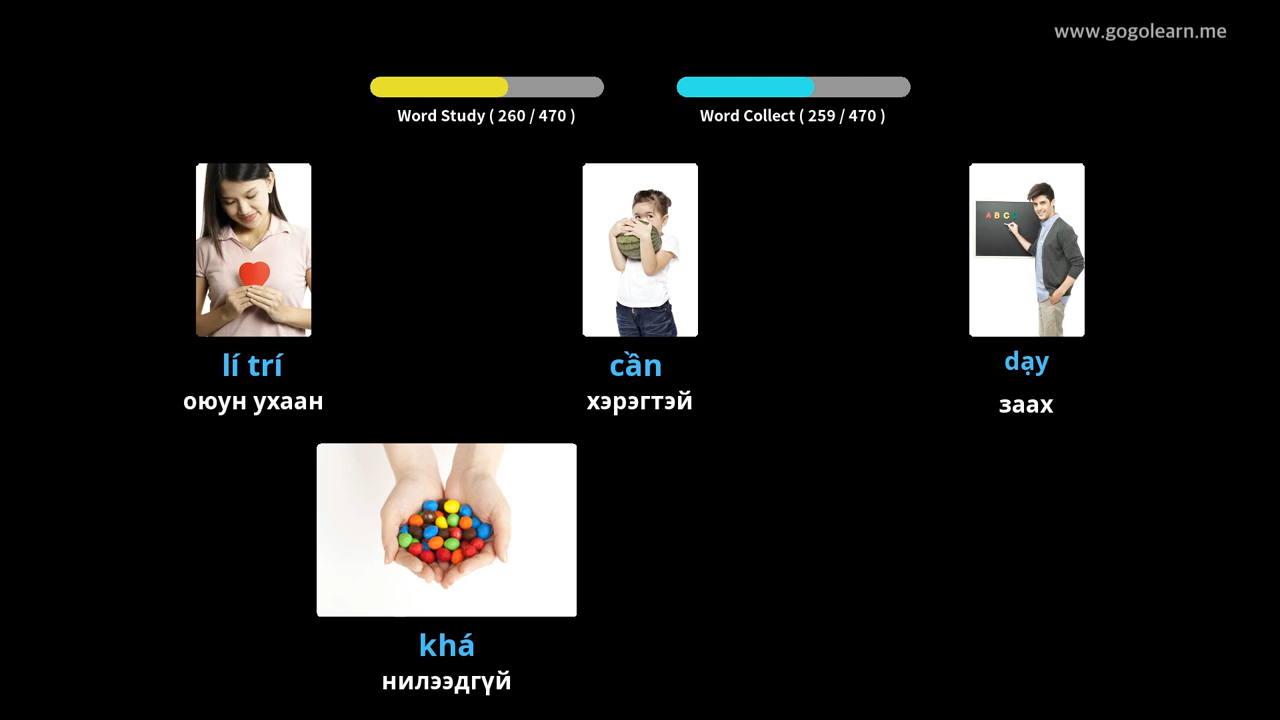 www.gogolearn.me
Word Study ( 260 / 470 )
Word Collect ( 259 / 470 )
lí trí
оюун ухаан
cần
хэрэгтэй
A B C D
dạy
заах
khá
нилээдгүй